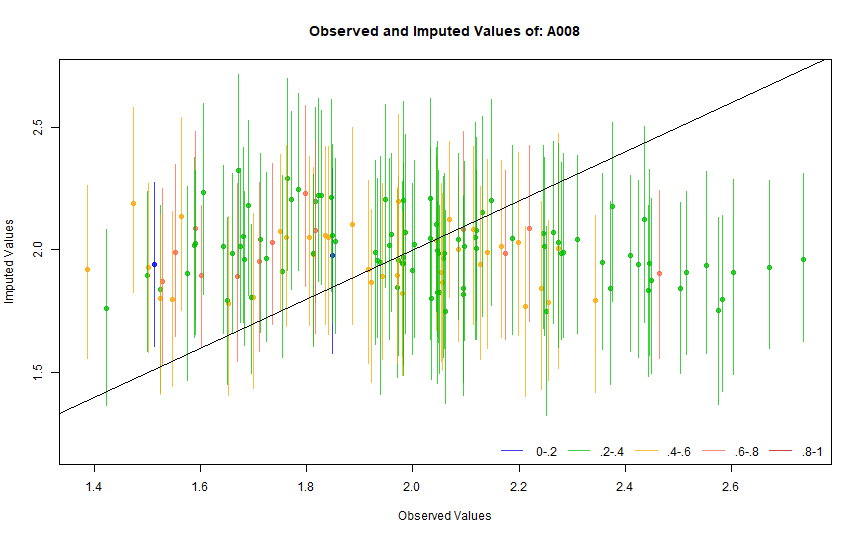 Observed and Imputed Values of: A008
Imputed Values
2.5
2.0
1.5
0-.2 .2-.4 .4-.6 .6-.8 .8-1
1.4 1.6 1.8 2.0 2.2 2.4 2.6
Observed Values